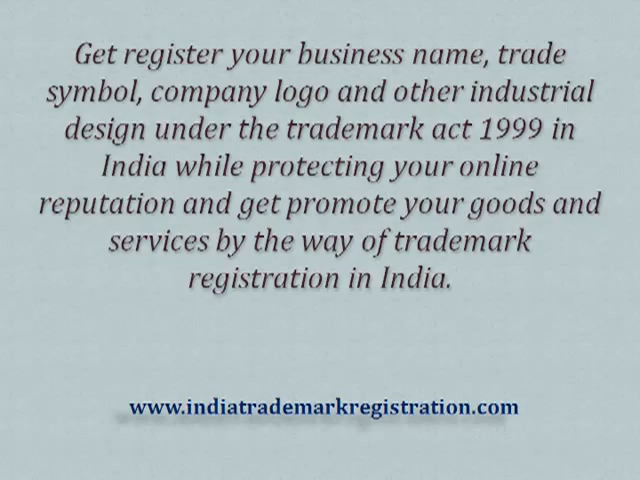 Get register your business name, trade
symbol, company logo and other industrial
design under the trademark act 1999 in
India while protecting your online
reputation and get promote your goods and
services by the way of trademark
registration in India.
www.indiatrademarkregistration.com